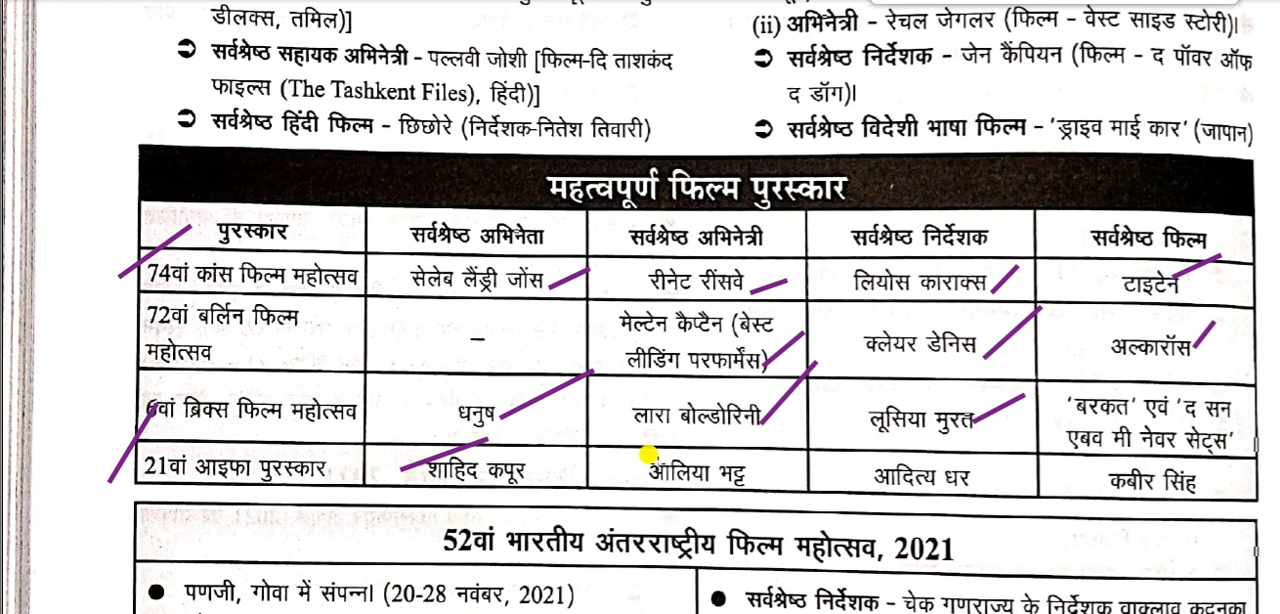 डीलक्स, तमिल)]
➲ सर्वश्रेष्ठ सहायक अभिनेत्री - पल्लवी जोशी [फिल्म-दि ताशकंद
फाइल्स (The Tashkent Files), हिंदी)]
➲ सर्वश्रेष्ठ हिंदी फिल्म - छिछोरे (निर्देशक-नितेश तिवारी)
(ii) अभिनेत्री - रेचल जेगलर (फिल्म - वेस्ट साइड स्टोरी)।
➲ सर्वश्रेष्ठ निर्देशक - जेन कैंपियन (फिल्म - द पॉवर ऑफ
द डॉग)।
➲ सर्वश्रेष्ठ विदेशी भाषा फिल्म - 'ड्राइव माई कार' (जापान)
महत्वपूर्ण फिल्म पुरस्कार
पुरस्कार सर्वश्रेष्ठ अभिनेता सर्वश्रेष्ठ अभिनेत्री सर्वश्रेष्ठ निर्देशक सर्वश्रेष्ठ फिल्म
74वां कांस फिल्म महोत्सव सेलेब लैंड्री जोंस रीनेट रींसवे लियोस काराक्स टाइटेन
72वां बर्लिन फिल्म
महोत्सव – मेल्टेन कैप्टैन (बेस्ट
लीडिंग परफार्मेंस) क्लेयर डेनिस अल्कारॉस
6वां ब्रिक्स फिल्म महोत्सव धनुष लारा बोल्डोरिनी लूसिया मुरत 'बरकत' एवं 'द सन
एबव मी नेवर सेट्स'
21वां आइफा पुरस्कार शाहिद कपूर आलिया भट्ट आदित्य धर कबीर सिंह
52वां भारतीय अंतरराष्ट्रीय फिल्म महोत्सव, 2021
● पणजी, गोवा में संपन्न। (20-28 नवंबर, 2021)
● सर्वश्रेष्ठ निर्देशक - चेक गणराज्य के निर्देशक